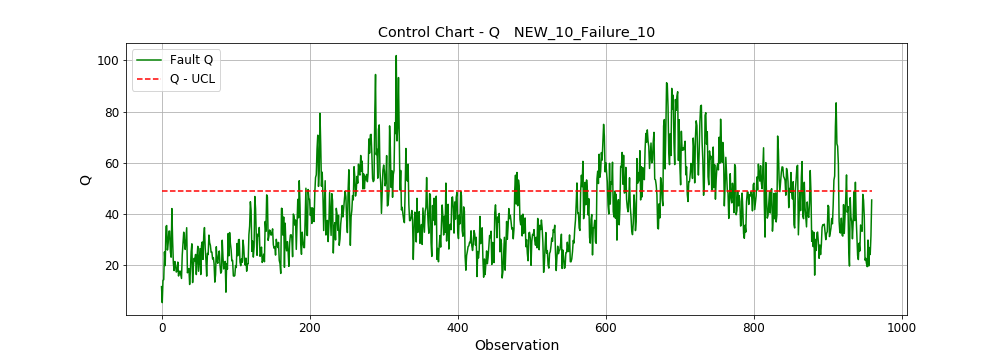 Control Chart - Q   NEW_10_Failure_10
Fault Q
Q - UCL
100
80
60
40
20
Q
0
200
400
600
800
1000
Observation